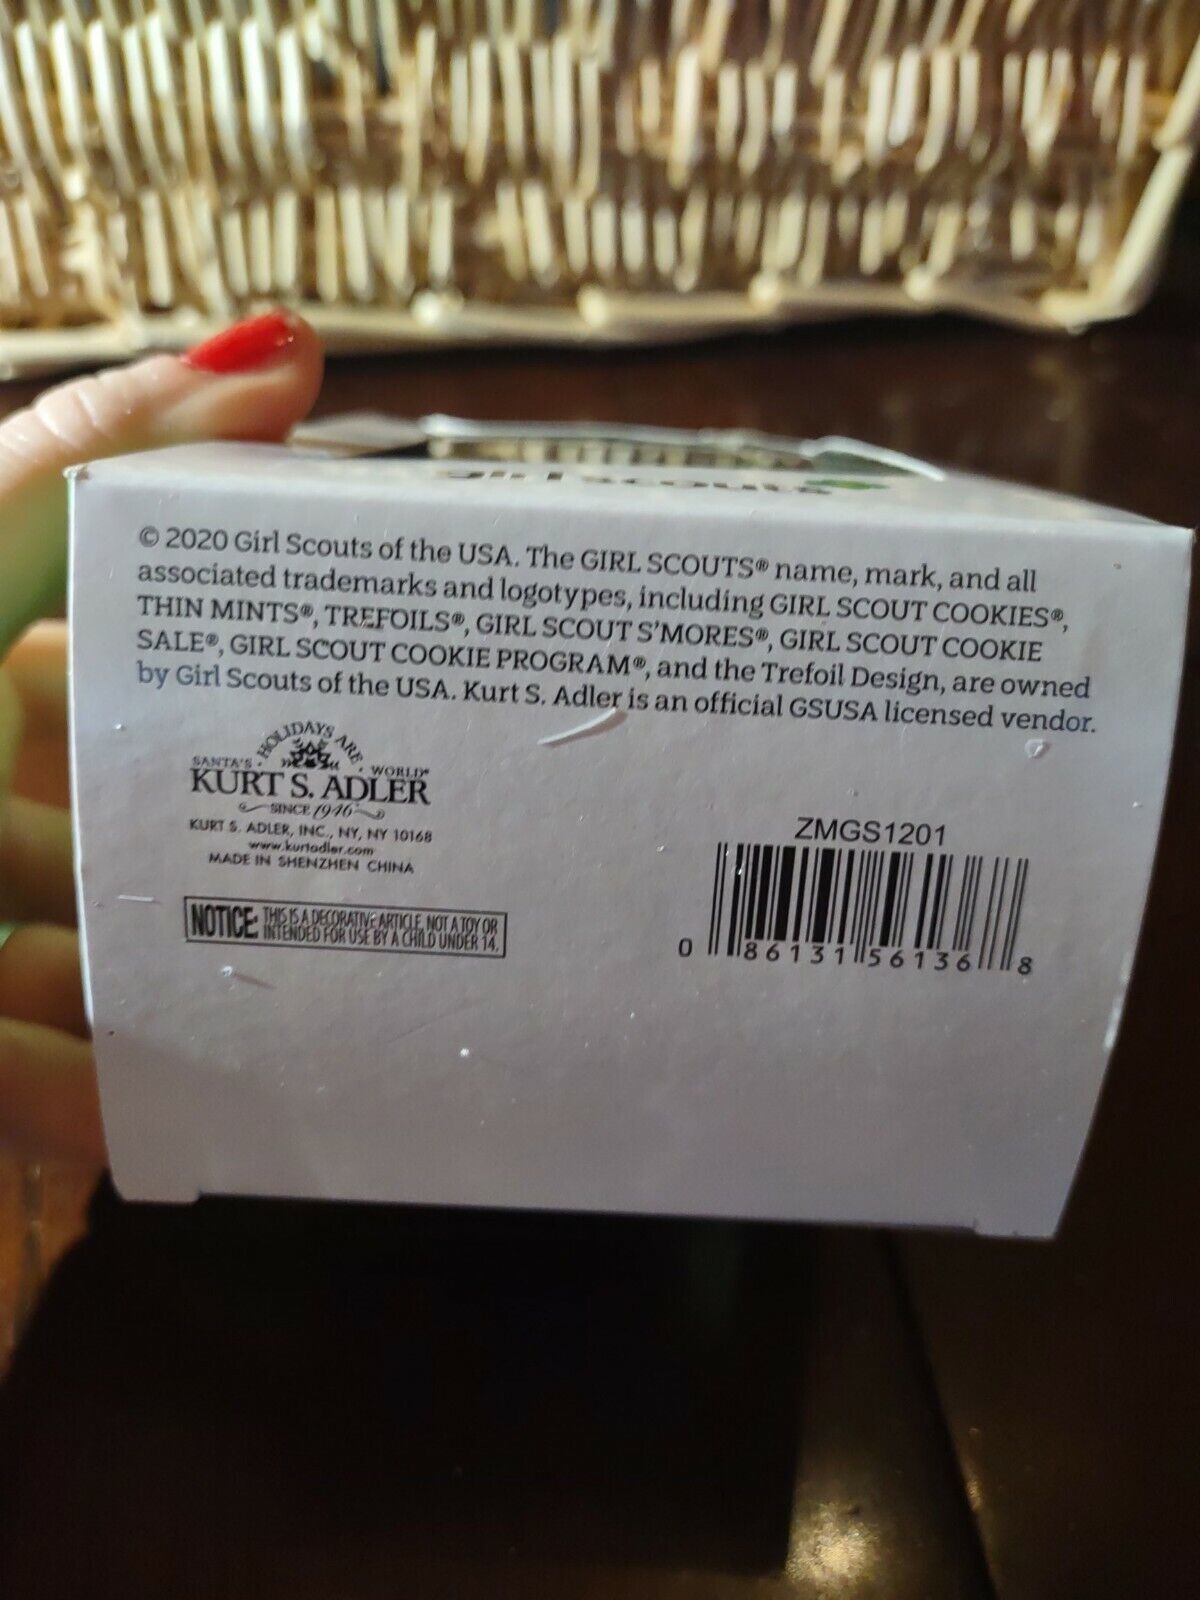 girl scouts
© 2020 Girl Scouts of the USA. The GIRL SCOUTS® name, mark, and all
associated trademarks and logotypes, including GIRL SCOUT COOKIES®,
THIN MINTS®, TREFOILS®, GIRL SCOUT S'MORES®, GIRL SCOUT COOKIE
SALE®, GIRL SCOUT COOKIE PROGRAM®, and the Trefoil Design, are owned
by Girl Scouts of the USA. Kurt S. Adler is an official GSUSA licensed vendor.
HOLIDAYS ARE
SANTA'S · WORLD®
KURT S. ADLER
SINCE 1946
KURT S. ADLER, INC., NY, NY 10168
www.kurtadler.com
MADE IN SHENZHEN CHINA
NOTICE: THIS IS A DECORATIVE ARTICLE, NOT A TOY OR
INTENDED FOR USE BY A CHILD UNDER 14.
ZMGS1201
0 86131 56136 8